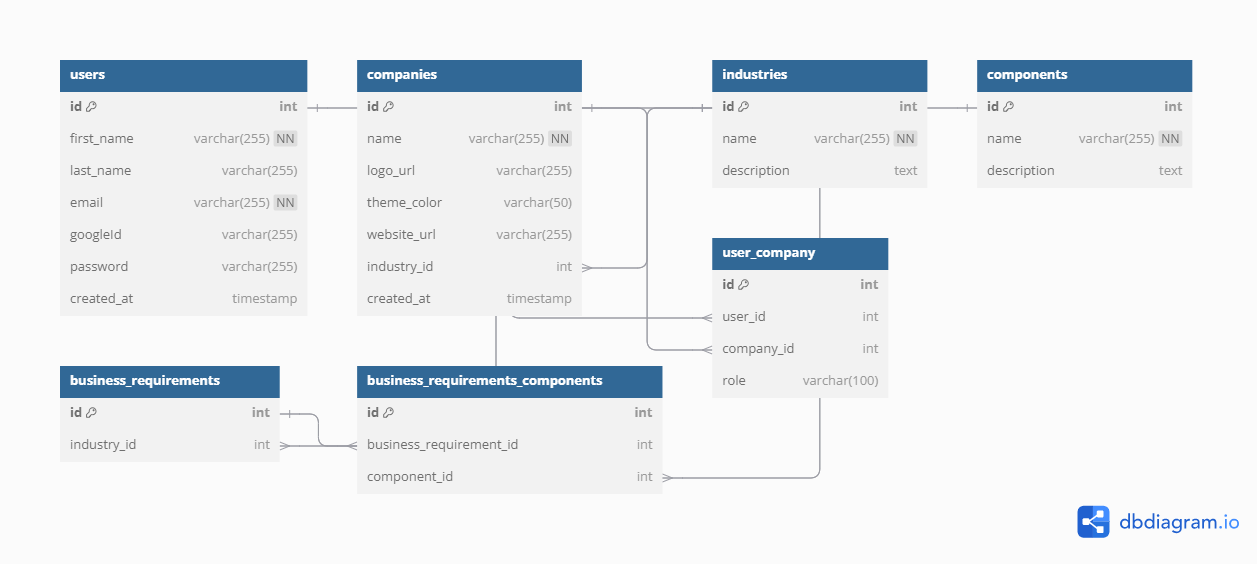 users
id int
first_name varchar(255) NN
last_name varchar(255)
email varchar(255) NN
googleId varchar(255)
password varchar(255)
created_at timestamp
companies
id int
name varchar(255) NN
logo_url varchar(255)
theme_color varchar(50)
website_url varchar(255)
industry_id int
created_at timestamp
industries
id int
name varchar(255) NN
description text
components
id int
name varchar(255) NN
description text
user_company
id int
user_id int
company_id int
role varchar(100)
business_requirements
id int
industry_id int
business_requirements_components
id int
business_requirement_id int
component_id int
dbdiagram.io